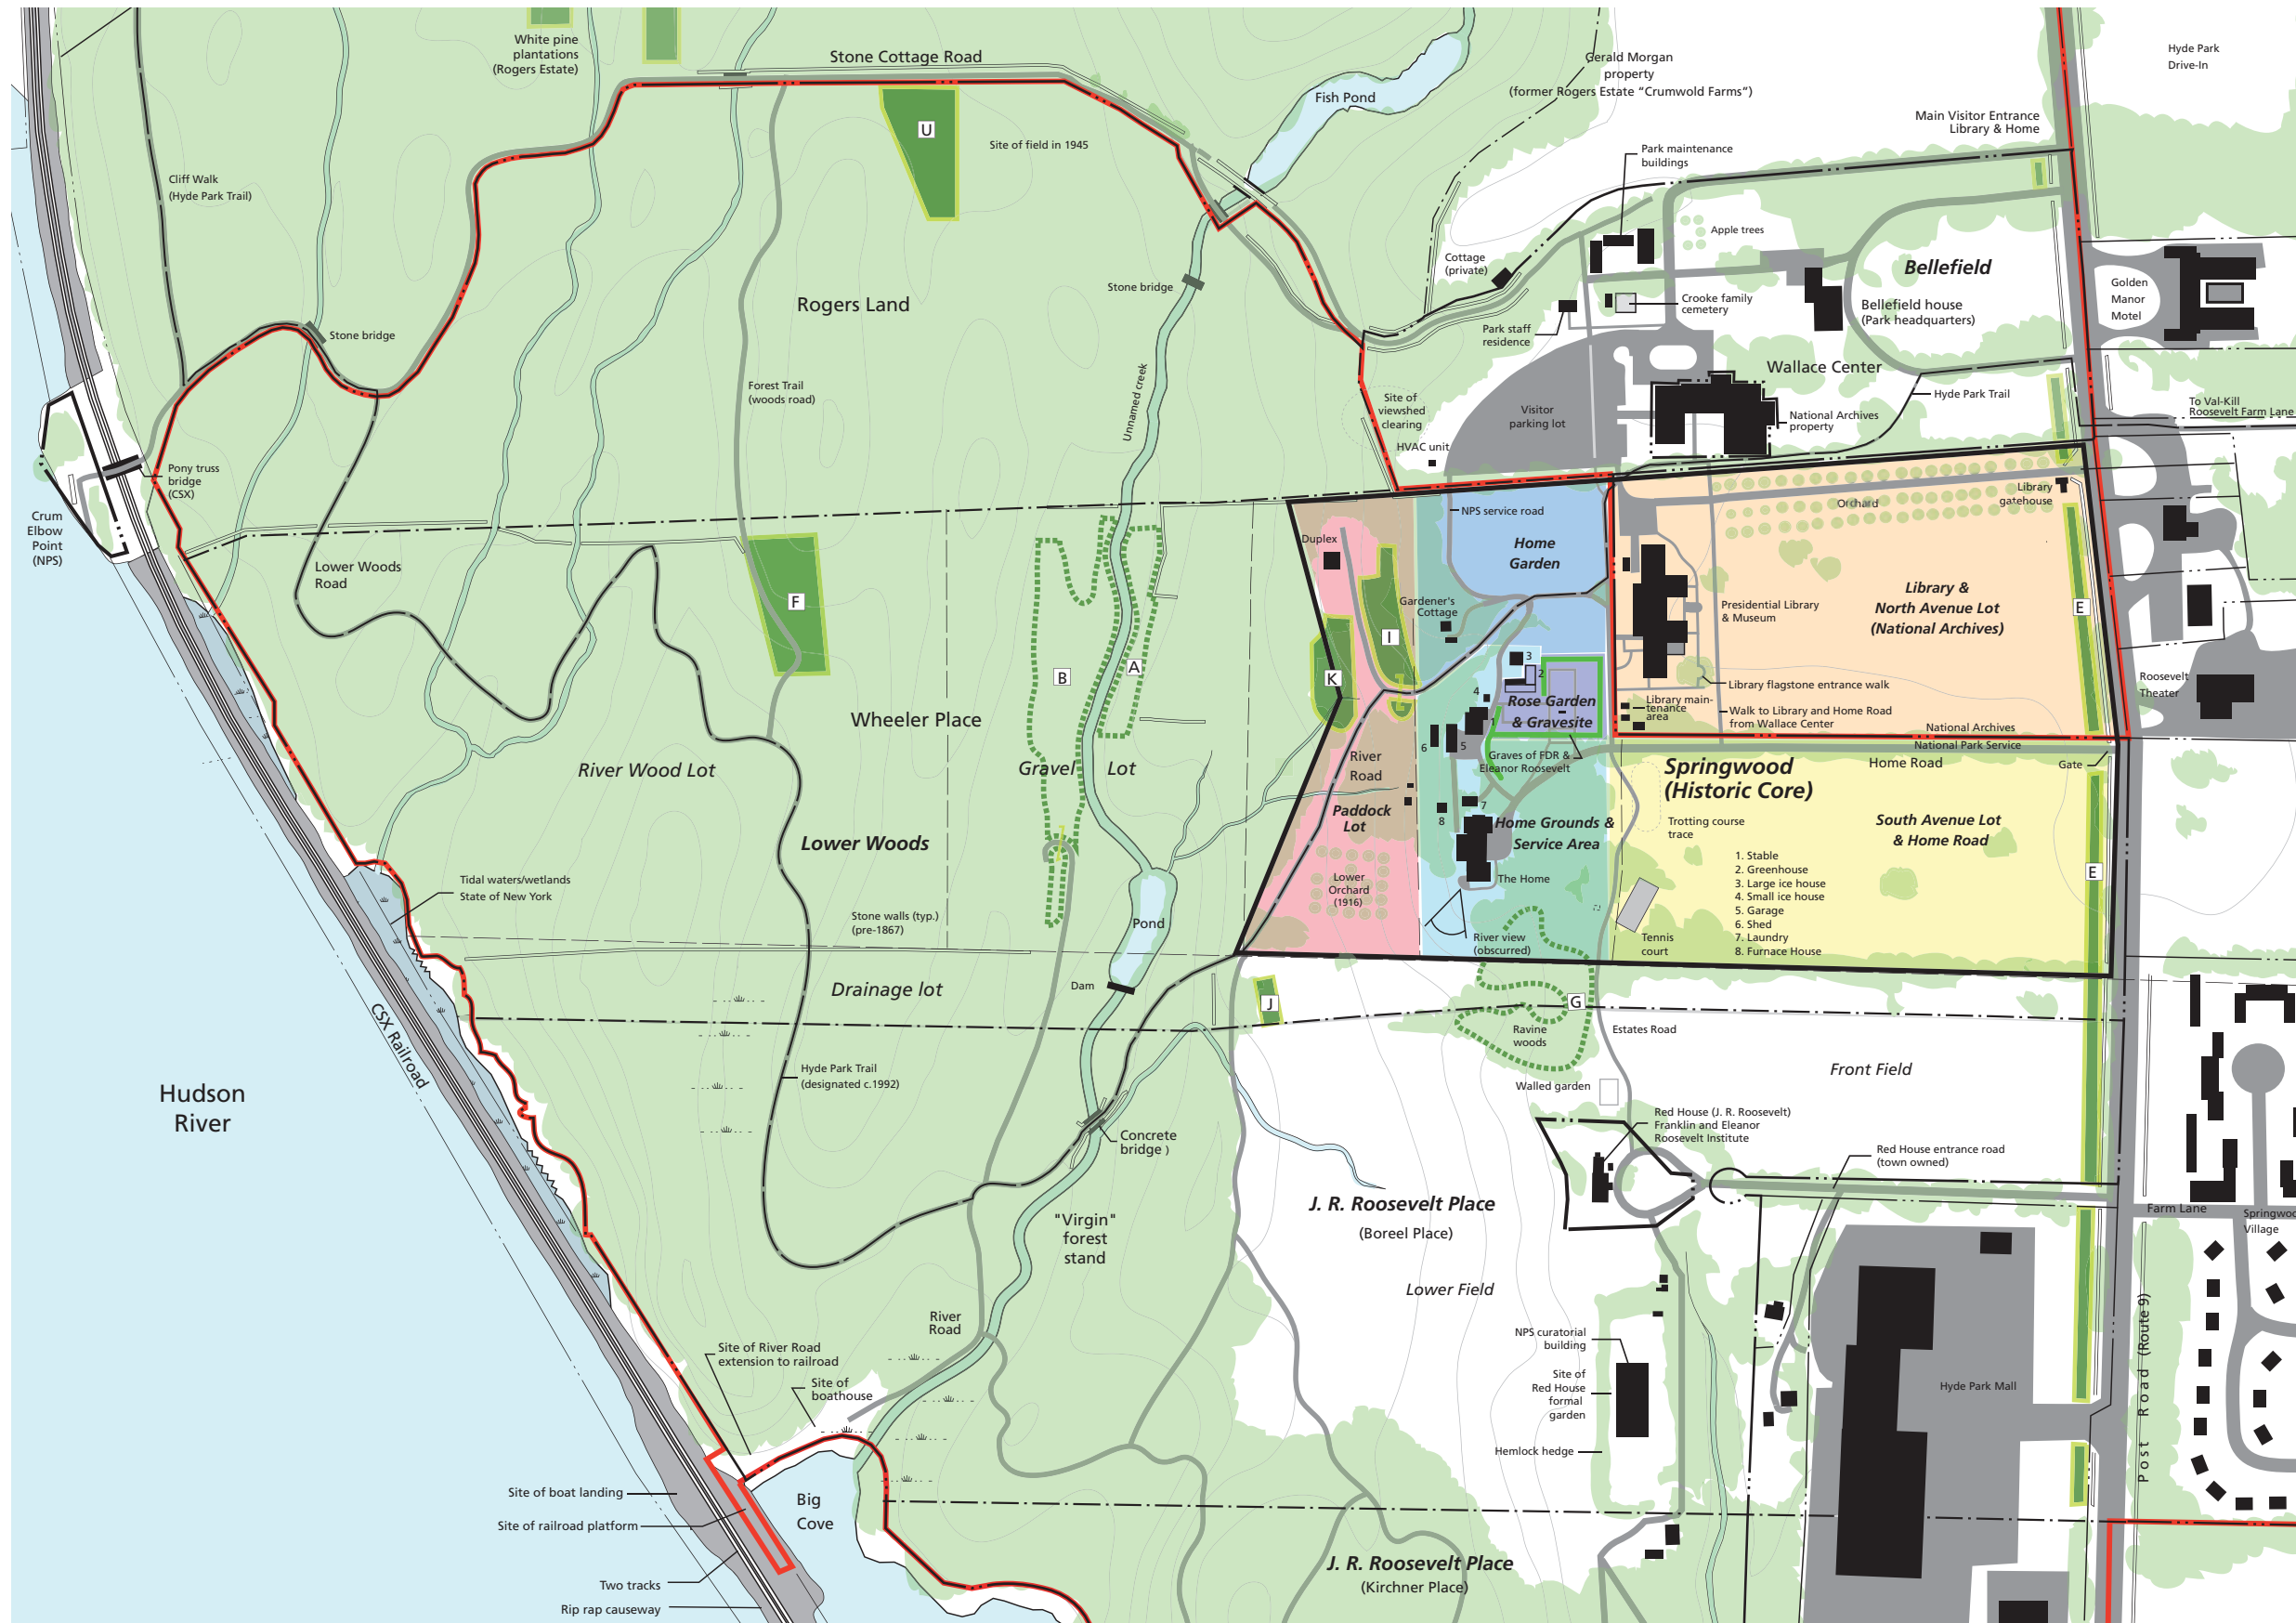 White pine
plantations
(Rogers Estate)
Stone Cottage Road
Gerald Morgan
property
(former Rogers Estate “Crumwold Farms”)
Hyde Park
Drive-In
Fish Pond
Main Visitor Entrance
Library & Home
U
Site of field in 1945
Park maintenance
buildings
Cliff Walk
(Hyde Park Trail)
Apple trees
Cottage
(private)
Bellefield
Stone bridge
Golden
Manor
Motel
Rogers Land
Crooke family
cemetery
Bellefield house
(Park headquarters)
Stone bridge
Park staff
residence
Wallace Center
Forest Trail
(woods road)
Unnamed creek
Site of
viewshed
clearing
Visitor
parking lot
Hyde Park Trail
National Archives
property
To Val-Kill
Roosevelt Farm Lane
HVAC unit
Pony truss
bridge
(CSX)
Crum
Elbow
Point
(NPS)
Library
gatehouse
Orchard
NPS service road
Duplex
Home
Garden
Lower Woods
Road
F
Gardener's
Cottage
Presidential Library
& Museum
Library &
North Avenue Lot
(National Archives)
E
I
B
A
K
3
2
4
Rose Garden
& Gravesite
1
Library flagstone entrance walk
Library main-
tenance
area
Walk to Library and Home Road
from Wallace Center
Roosevelt
Theater
Wheeler Place
National Archives
National Park Service
6
5
Graves of FDR &
Eleanor Roosevelt
River
Road
River Wood Lot
Gravel Lot
Springwood
(Historic Core)
Home Road
Gate
Paddock
Lot
7
8
Home Grounds &
Service Area
Trotting course
trace
South Avenue Lot
& Home Road
Lower Woods
1. Stable
2. Greenhouse
3. Large ice house
4. Small ice house
5. Garage
6. Shed
7. Laundry
8. Furnace House
E
Lower
Orchard
(1916)
The Home
Tidal waters/wetlands
State of New York
Stone walls (typ.)
(pre-1867)
Pond
River view
(obscurred)
Tennis
court
Drainage lot
Dam
J
G
Ravine
woods
Estates Road
CSX Railroad
Hyde Park Trail
(designated c.1992)
Front Field
Walled garden
Hudson
River
Red House (J. R. Roosevelt)
Franklin and Eleanor
Roosevelt Institute
Concrete
bridge )
Red House entrance road
(town owned)
J. R. Roosevelt Place
(Boreel Place)
"Virgin"
forest
stand
Farm Lane
Springwoo
Village
Lower Field
River
Road
NPS curatorial
building
Post Road (Route 9)
Site of River Road
extension to railroad
Site of
boathouse
Site of
Red House
formal
garden
Hyde Park Mall
Hemlock hedge
Site of boat landing
Big
Cove
Site of railroad platform
J. R. Roosevelt Place
(Kirchner Place)
Two tracks
Rip rap causeway